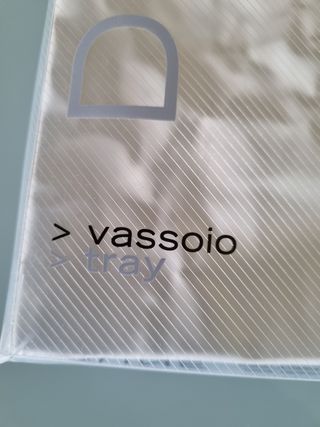 D
> vassoio
> tray